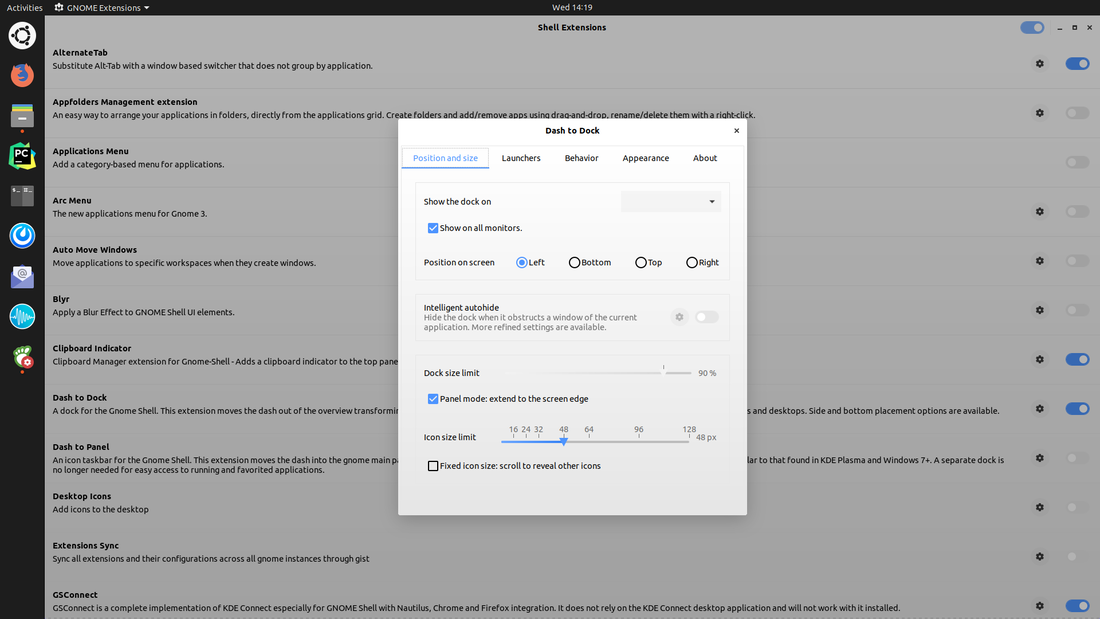 Activities
GNOME Extensions
Wed 14:19
Shell Extensions
AlternateTab
Substitute Alt-Tab with a window based switcher that does not group by application.
Appfolders Management extension
An easy way to arrange your applications in folders, directly from the applications grid. Create folders and add/remove apps using drag-and-drop, rename/delete them with a right-click.
Applications Menu
Add a category-based menu for applications.
Arc Menu
The new applications menu for Gnome 3.
Auto Move Windows
Move applications to specific workspaces when they create windows.
Blyr
Apply a Blur Effect to GNOME Shell UI elements.
Clipboard Indicator
Clipboard Manager extension for Gnome-Shell - Adds a clipboard indicator to the top pane
Dash to Dock
A dock for the Gnome Shell. This extension moves the dash out of the overview transformin
s and desktops. Side and bottom placement options are available.
Dash to Panel
An icon taskbar for the Gnome Shell. This extension moves the dash into the gnome main pa
lar to that found in KDE Plasma and Windows 7+. A separate dock is
no longer needed for easy access to running and favorited applications.
Desktop Icons
Add icons to the desktop
Extensions Sync
Sync all extensions and their configurations across all gnome instances through gist
GSConnect
GSConnect is a complete implementation of KDE Connect especially for GNOME Shell with Nautilus, Chrome and Firefox integration. It does not rely on the KDE Connect desktop application and will not work with it installed.
Dash to Dock
Position and size
Launchers
Behavior
Appearance
About
Show the dock on
Show on all monitors.
Position on screen
Left
Bottom
Top
Right
Intelligent autohide
Hide the dock when it obstructs a window of the current
application. More refined settings are available.
Dock size limit
90 %
Panel mode: extend to the screen edge
Icon size limit
16 24 32 48 64 96 128
48 px
Fixed icon size: scroll to reveal other icons
PC